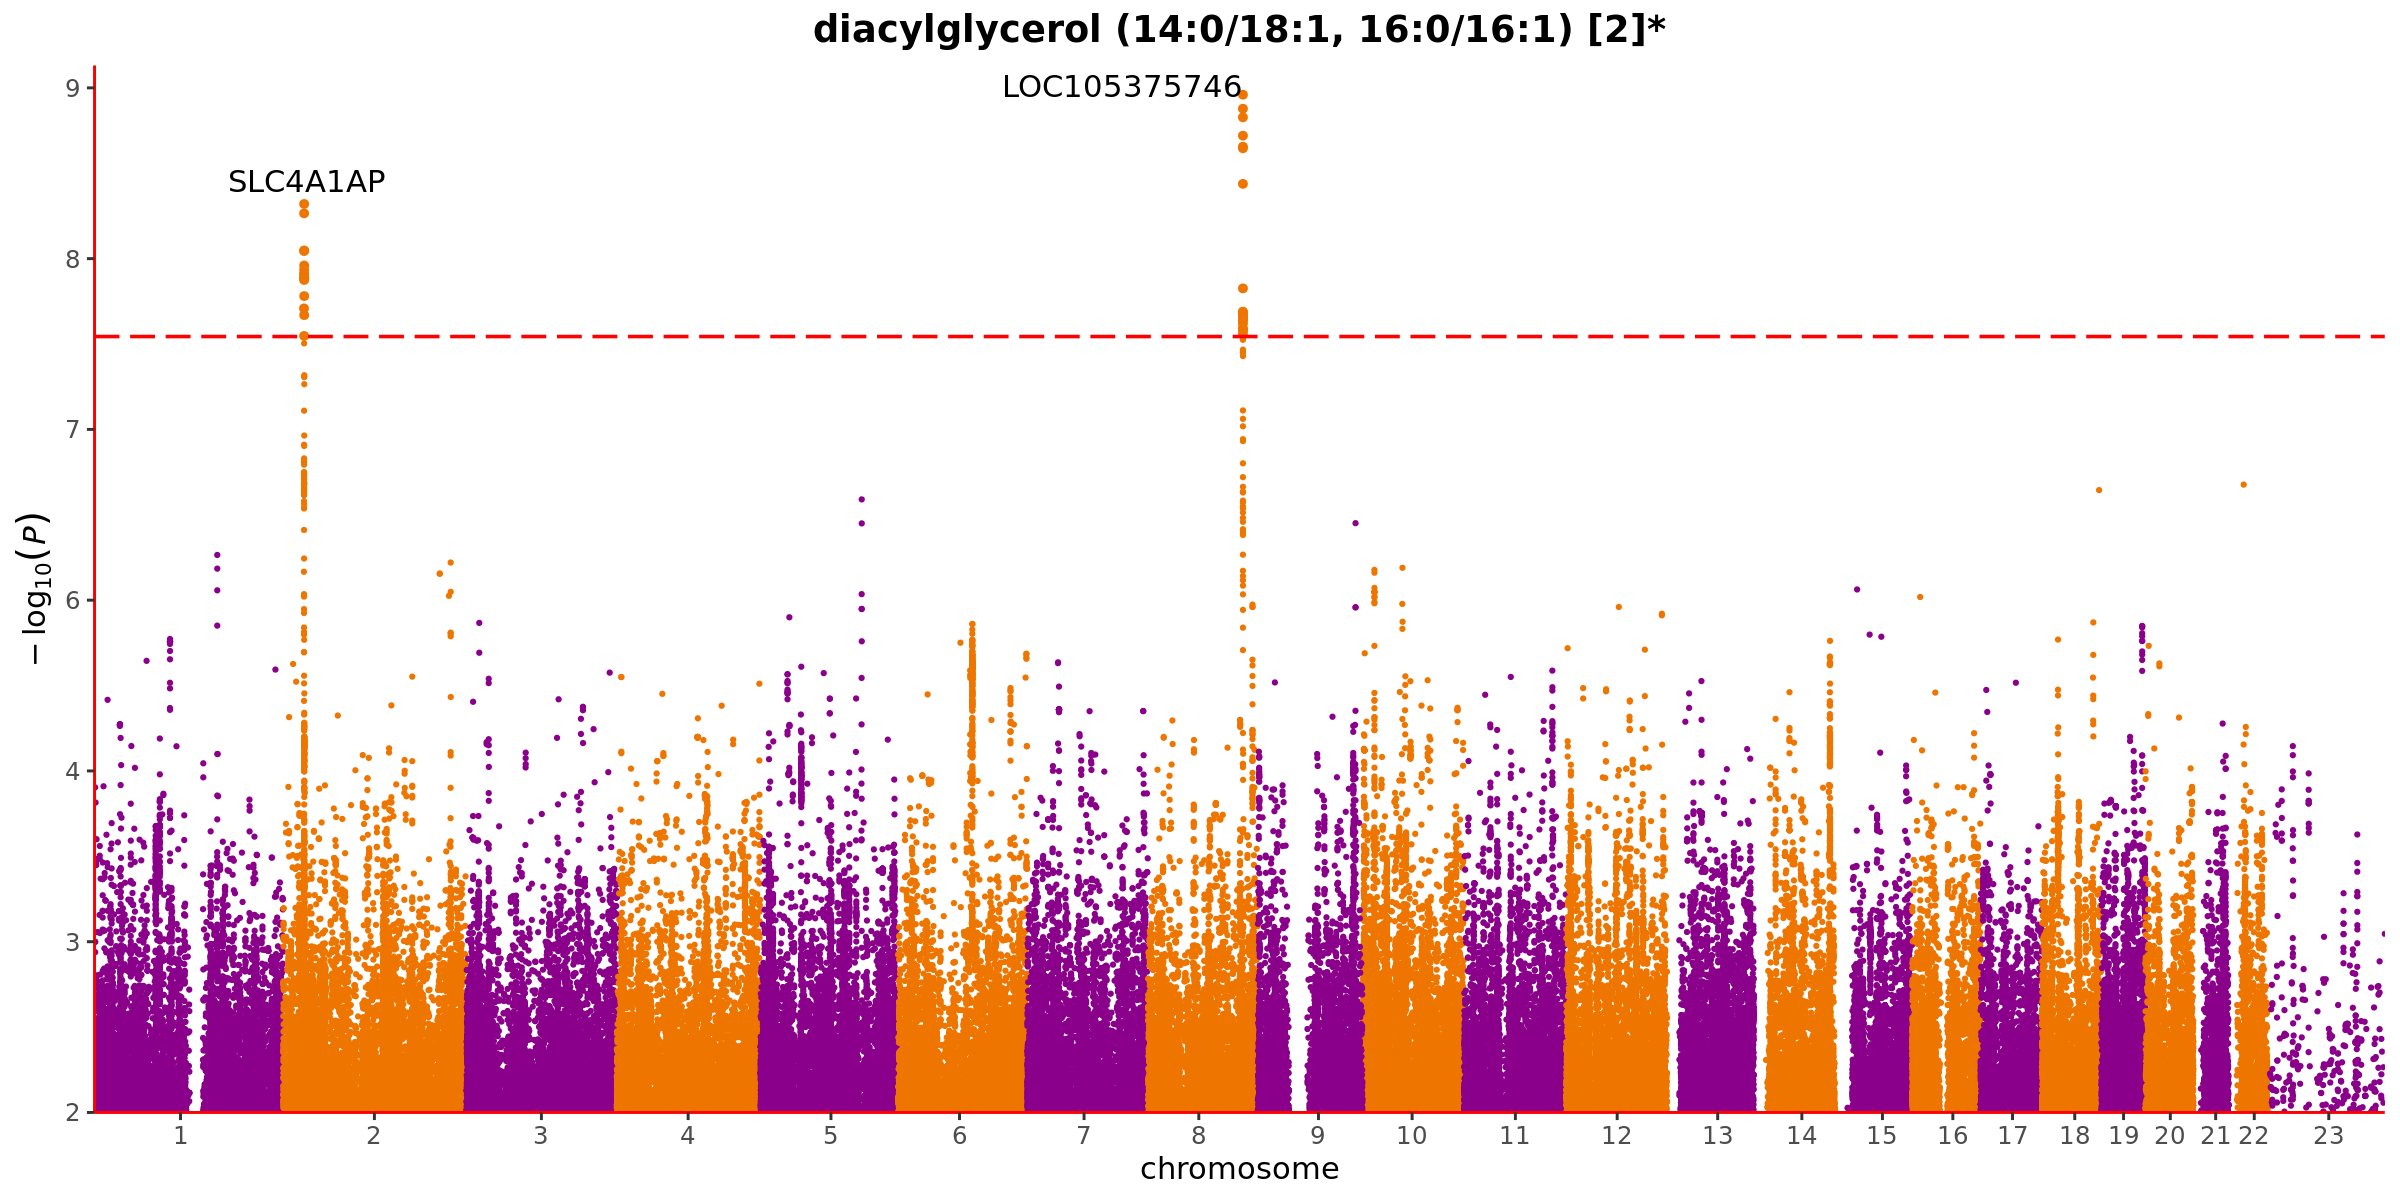 diacylglycerol (14:0/18:1, 16:0/16:1) [2]*
LOC105375746
SLC4A1AP
9
8
7
6
5
4
3
2
− log10(P)
1 2 3 4 5 6 7 8 9 10 11 12 13 14 15 16 17 18 19 20 21 22 23
chromosome